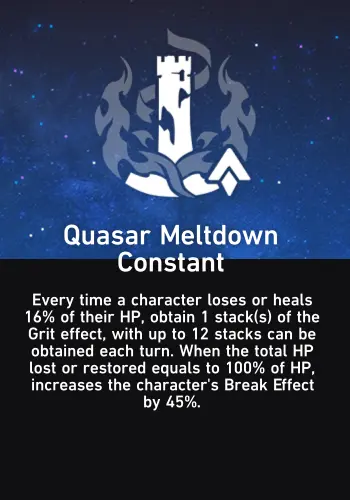 Quasar Meltdown
Constant
Every time a character loses or heals
16% of their HP, obtain 1 stack(s) of the
Grit effect, with up to 12 stacks can be
obtained each turn. When the total HP
lost or restored equals to 100% of HP,
increases the character's Break Effect
by 45%.